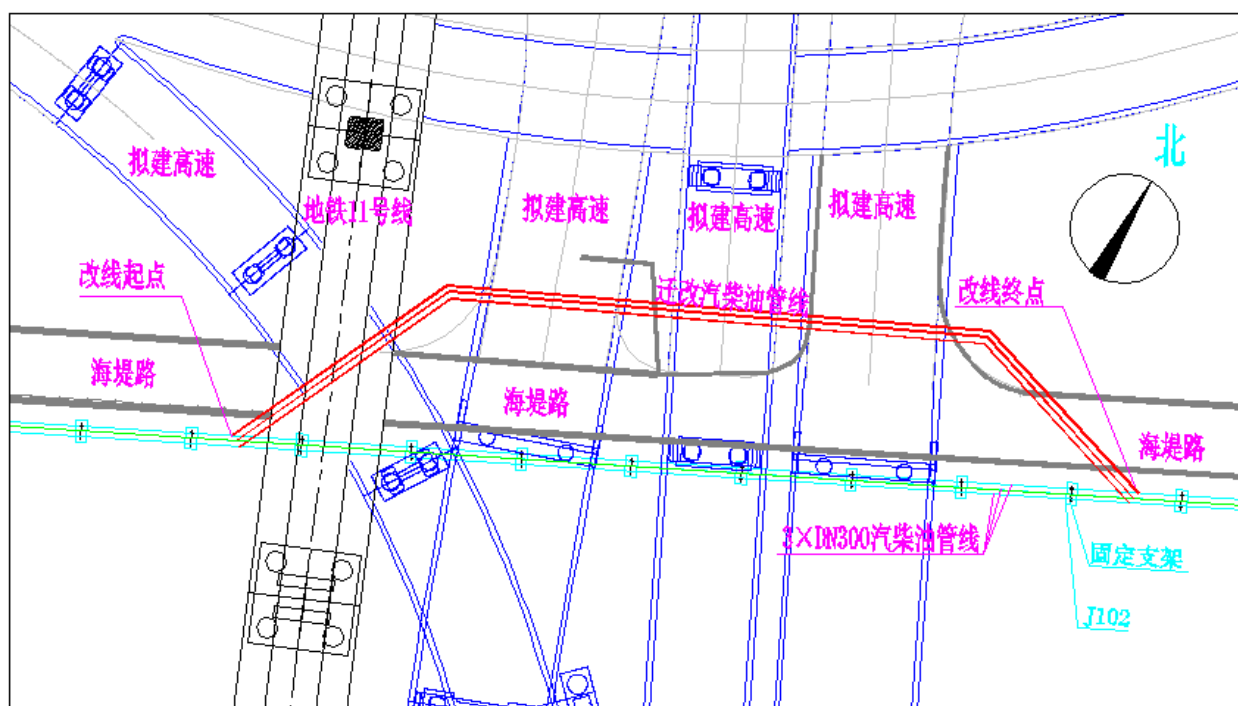 北
拟建高速
地铁11号线
拟建高速
拟建高速
拟建高速
改线起点
迁改汽柴油管线
改线终点
海堤路
海堤路
海堤路
3×DN300汽柴油管线
固定支架
J102